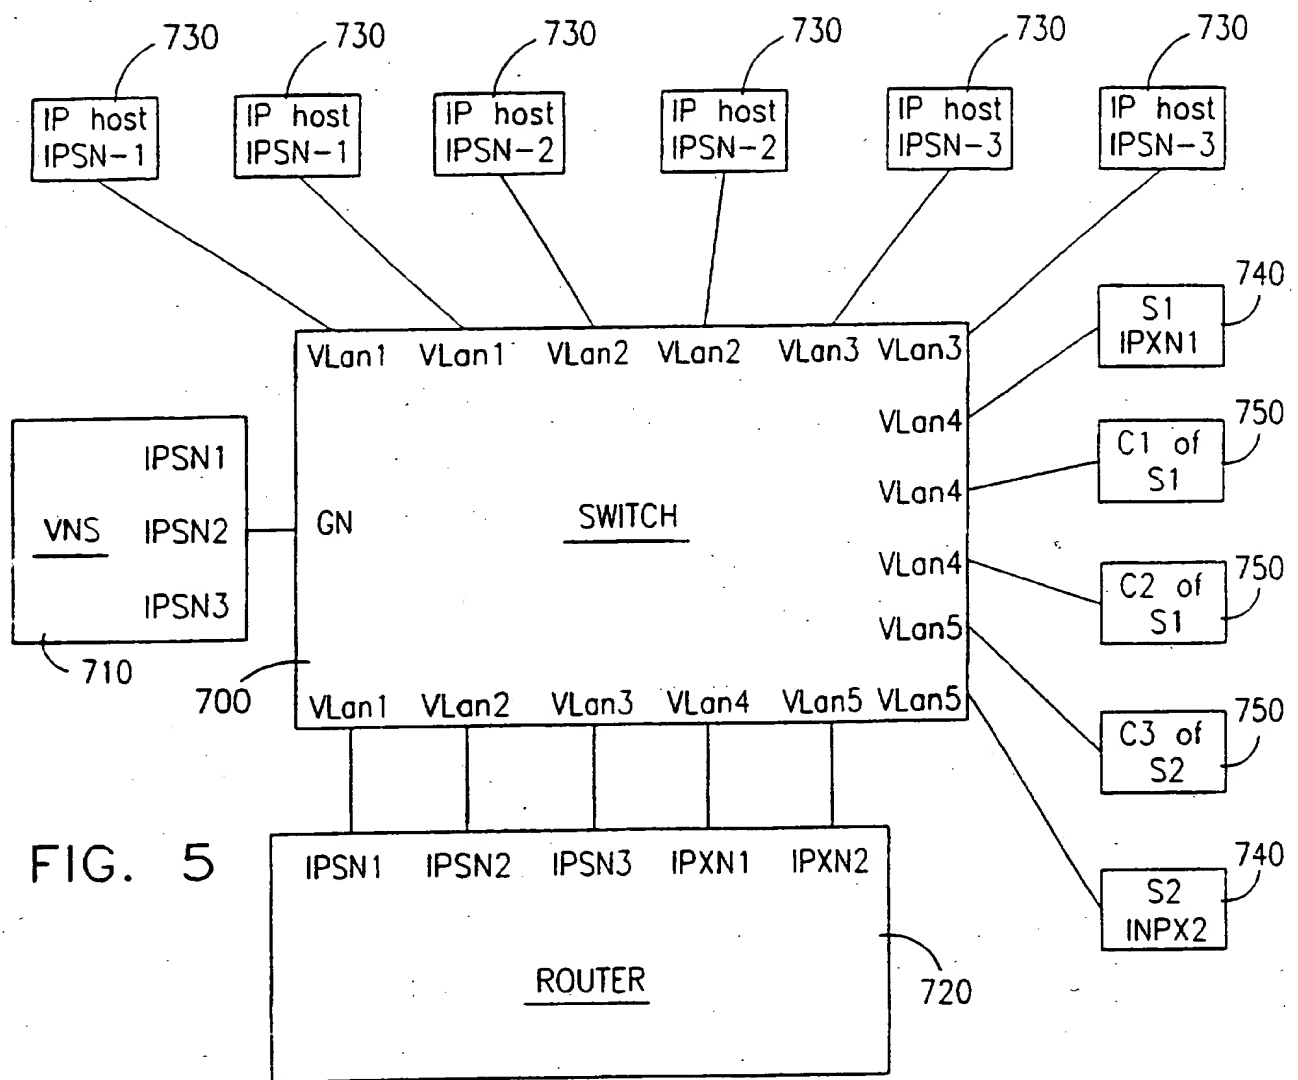 730 730 730 730 730 730
IP host IP host IP host IP host IP host IP host
IPSN-1 IPSN-1 IPSN-2 IPSN-2 IPSN-3 IPSN-3
740
S1
IPXN1
VLan1 VLan1 VLan2 VLan2 VLan3 VLan3
VLan4
750
C1 of
S1
VLan4
IPSN1
VNS IPSN2
IPSN3
710
GN
SWITCH
VLan4
750
C2 of
S1
VLan5
700
VLan1 VLan2 VLan3 VLan4 VLan5 VLan5
750
C3 of
S2
FIG. 5
IPSN1 IPSN2 IPSN3 IPXN1 IPXN2
740
S2
INPX2
ROUTER
720